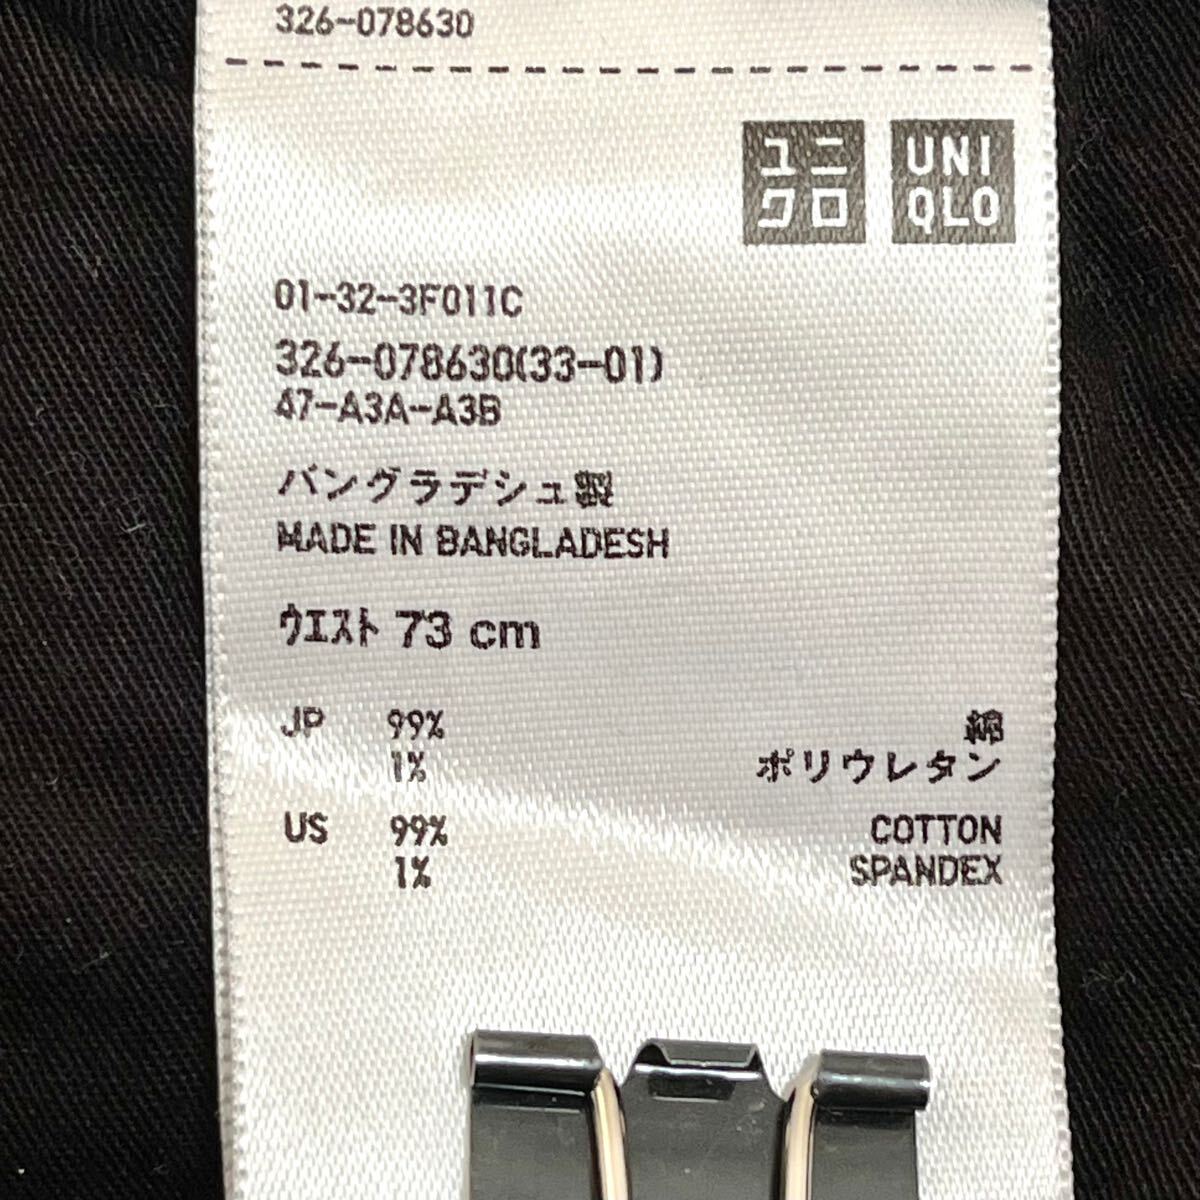 326-078630
ユニ
クロ
UNI
QLO
01-32-3F011C
326-078630(33-01)
47-A3A-A3B
バングラデシュ製
MADE IN BANGLADESH
ウエスト 73 cm
JP 99% 綿
1% ポリウレタン
US 99% COTTON
1% SPANDEX